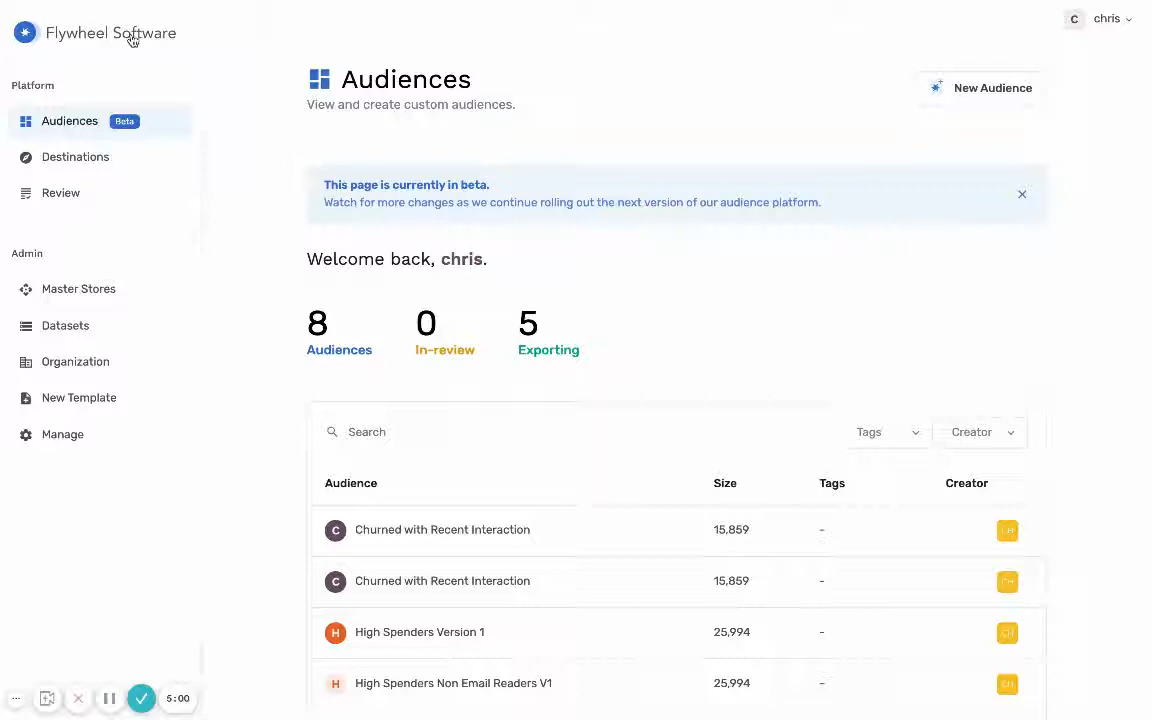 Flywheel Software
C chris
Platform
Audiences Beta
Destinations
Review
Admin
Master Stores
Datasets
Organization
New Template
Manage
Audiences
View and create custom audiences.
New Audience
This page is currently in beta.
Watch for more changes as we continue rolling out the next version of our audience platform.
Welcome back, chris.
8 0 5
Audiences In-review Exporting
Search Tags Creator
Audience Size Tags Creator
C Churned with Recent Interaction 15,859 - CH
C Churned with Recent Interaction 15,859 - CH
H High Spenders Version 1 25,994 - CH
H High Spenders Non Email Readers V1 25,994 - CH
5:00